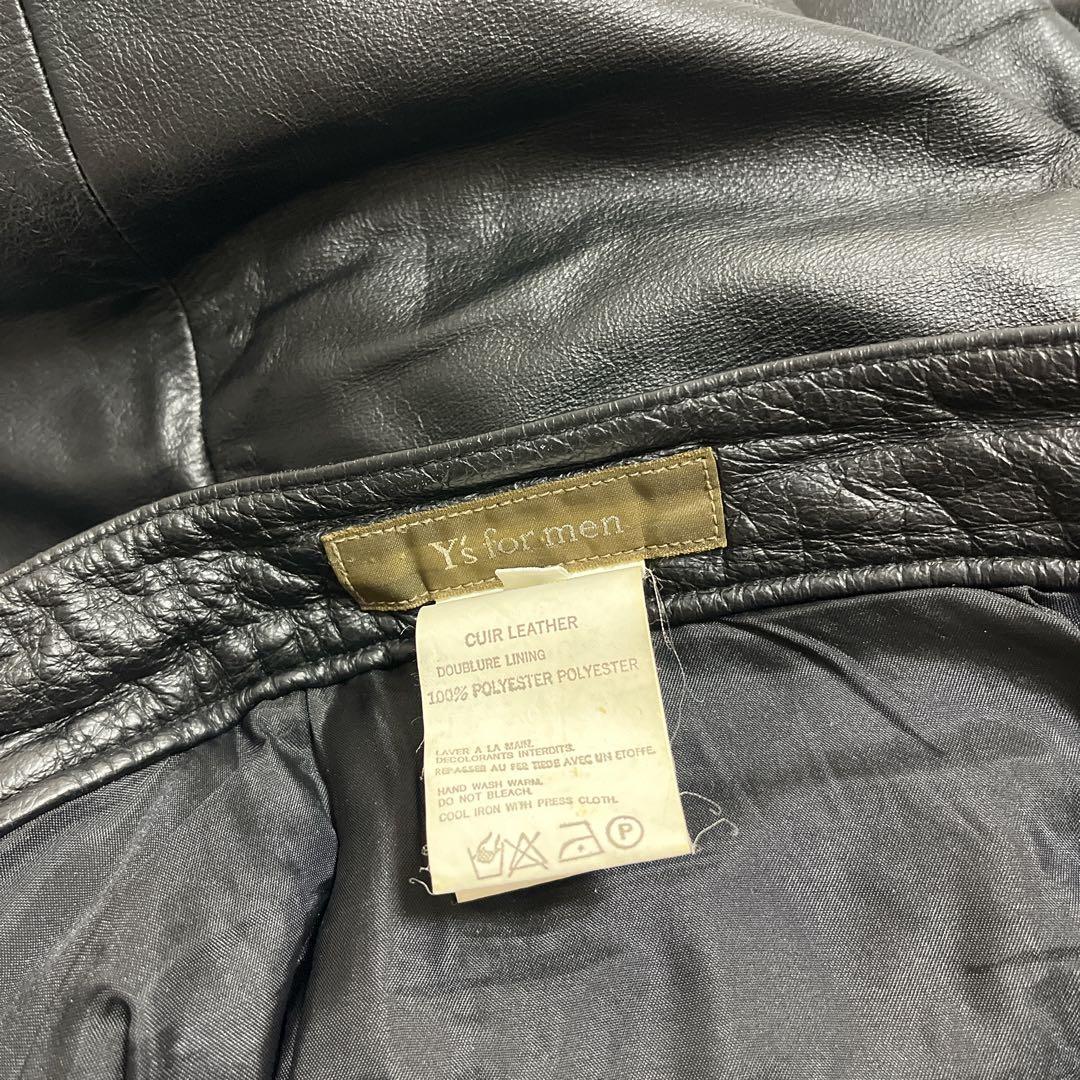 Y's for men
CUIR LEATHER
DOUBLURE LINING
100% POLYESTER POLYESTER
LAVER A LA MAIN.
DECOLORANTS INTERDITS.
REPASSER AU FER TIEDE AVEC UN ETOFFE.
HAND WASH WARM.
DO NOT BLEACH.
COOL IRON WITH PRESS CLOTH.
P